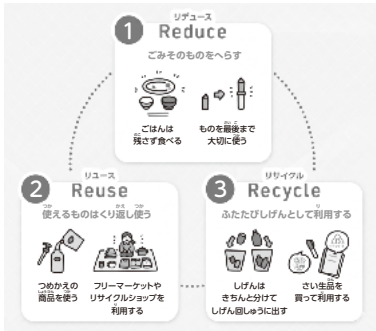 リデュース
1 Reduce
ごみそのものをへらす
ごはんは
残さず食べる
ものを最後まで
大切に使う
リユース
2 Reuse
使えるものはくり返し使う
つめかえの
商品を使う
フリーマーケットや
リサイクルショップを
利用する
リサイクル
3 Recycle
ふたたびしげんとして利用する
しげんは
きちんと分けて
しげん回しゅうに出す
さい生品を
買って利用する